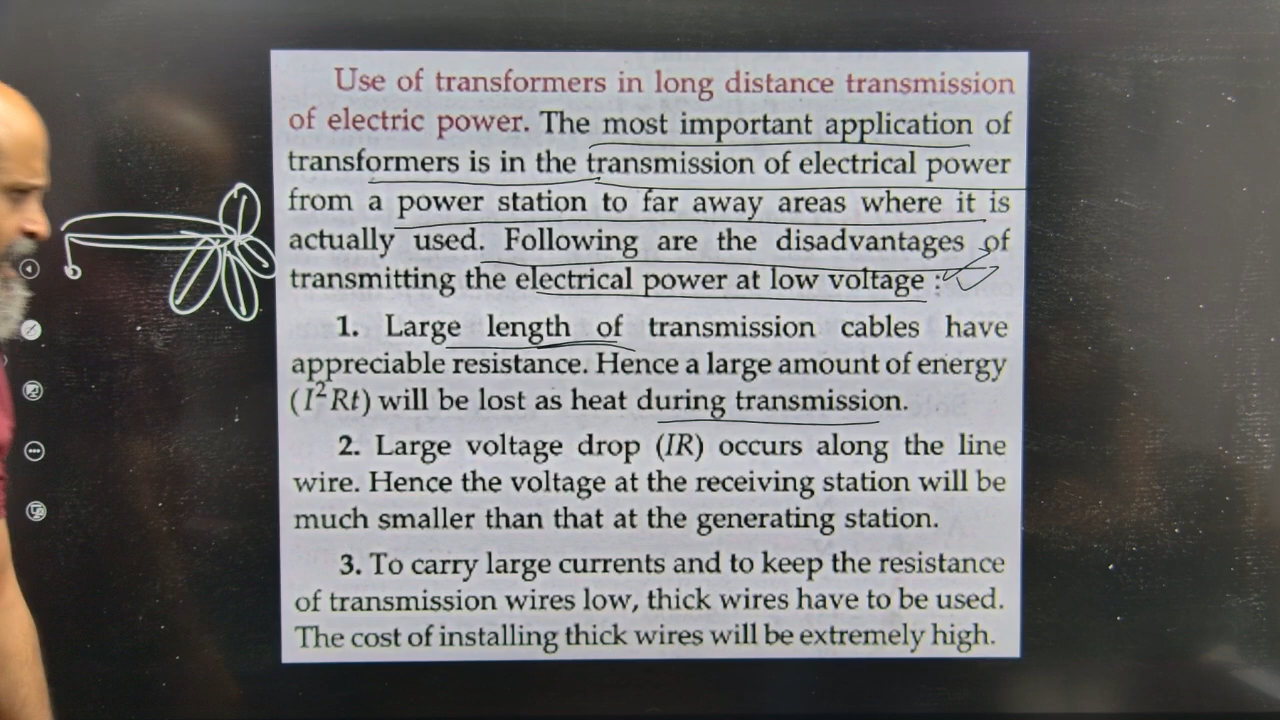 Use of transformers in long distance transmission
of electric power. The most important application of
transformers is in the transmission of electrical power
from a power station to far away areas where it is
actually used. Following are the disadvantages of
transmitting the electrical power at low voltage :
1. Large length of transmission cables have
appreciable resistance. Hence a large amount of energy
(I²Rt) will be lost as heat during transmission.
2. Large voltage drop (IR) occurs along the line
wire. Hence the voltage at the receiving station will be
much smaller than that at the generating station.
3. To carry large currents and to keep the resistance
of transmission wires low, thick wires have to be used.
The cost of installing thick wires will be extremely high.